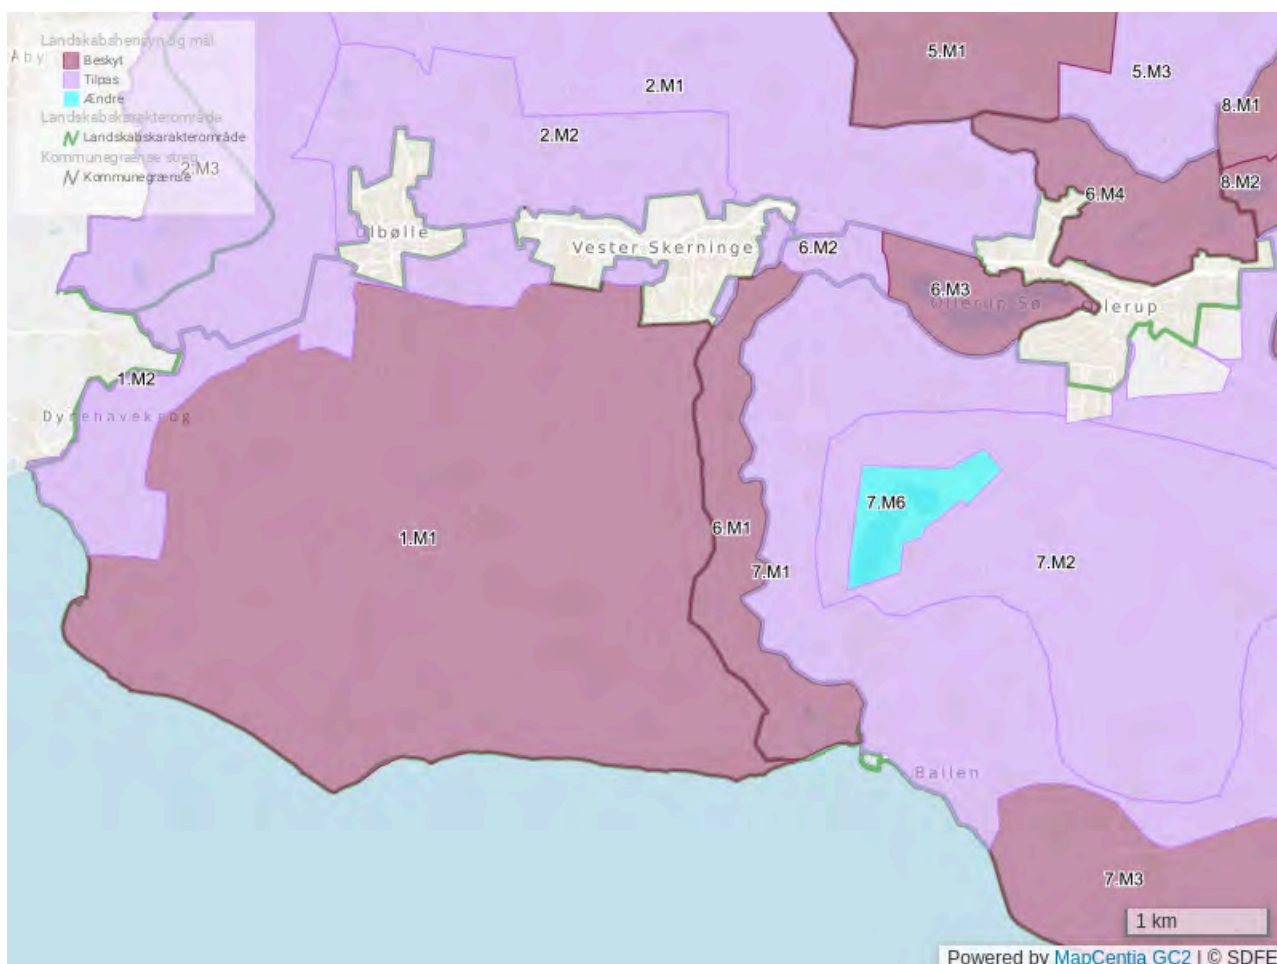 Landskabshensyn og mål
Åby
Beskyt
Tilpas
Ændre
Landskabskarakterområde
Landskabskarakterområde
Kommunegrænse streg
Kommunegrænse
2.M3
5.M1
5.M3
2.M1
8.M1
2.M2
8.M2
6.M4
Ulbølle
Vester Skerninge
6.M2
6.M3
Ollerup Sø
Ollerup
1.M2
Dyrehavekrog
7.M6
6.M1
1.M1
7.M1
7.M2
Ballen
7.M3
1 km
Powered by MapCentia GC2 | © SDFE